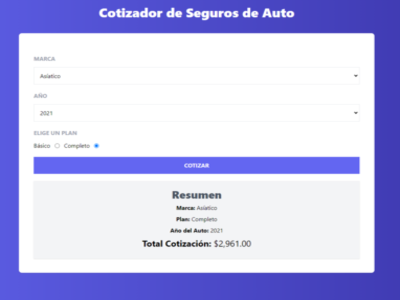 Cotizador de Seguros de Auto
MARCA
Asiatico
AÑO
2021
ELIGE UN PLAN
Básico Completo
COTIZAR
Resumen
Marca: Asiatico
Plan: Completo
Año del Auto: 2021
Total Cotización: $2,961.00